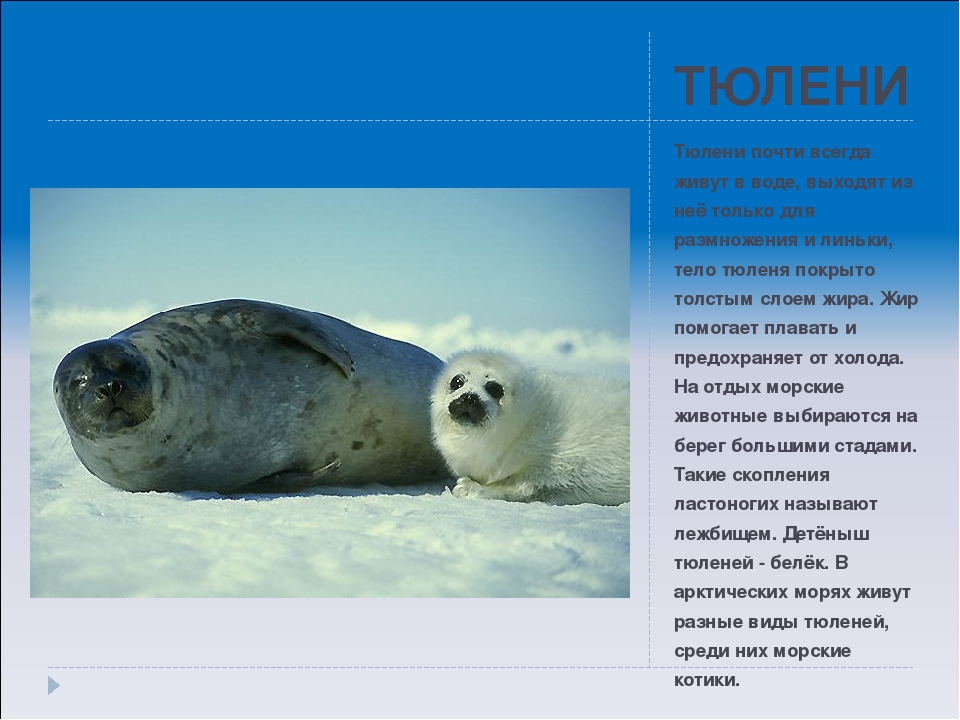 ТЮЛЕНИ
Тюлени почти всегда
живут в воде, выходят из
неё только для
размножения и линьки,
тело тюленя покрыто
толстым слоем жира. Жир
помогает плавать и
предохраняет от холода.
На отдых морские
животные выбираются на
берег большими стадами.
Такие скопления
ластоногих называют
лежбищем. Детёныш
тюленей - белёк. В
арктических морях живут
разные виды тюленей,
среди них морские
котики.